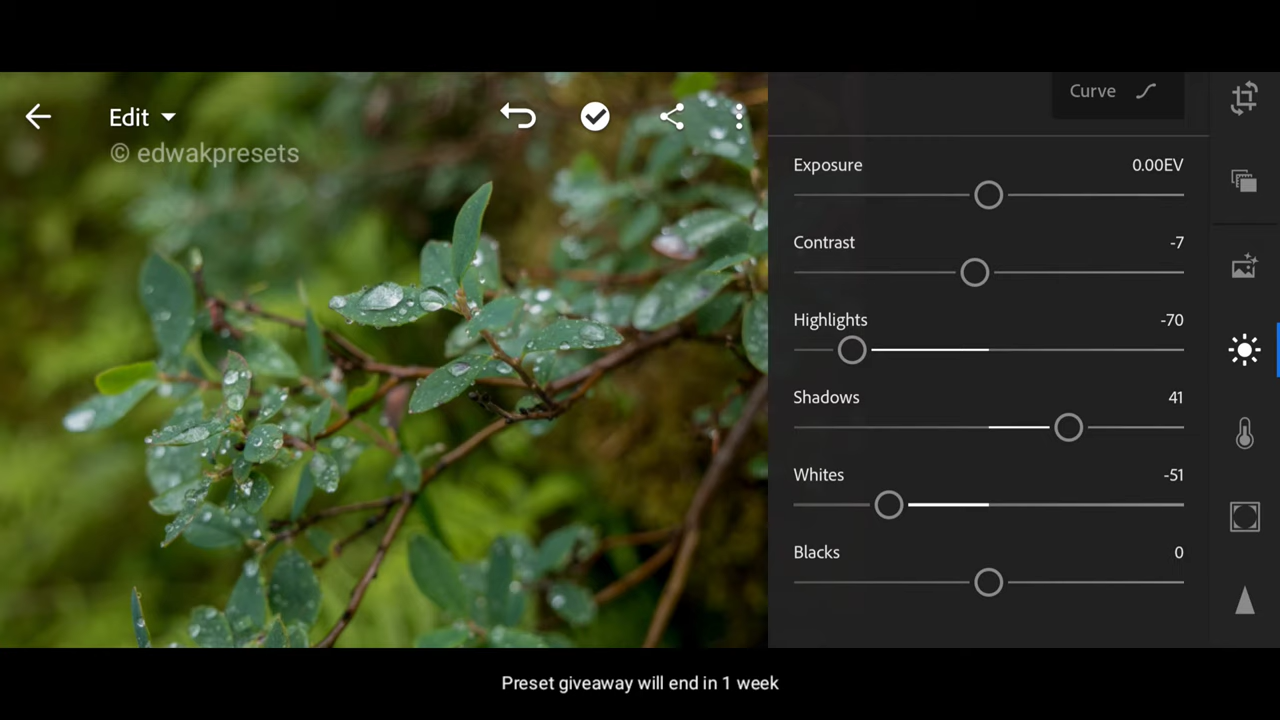 Edit
© edwakpresets
Curve
Exposure 0.00EV
Contrast -7
Highlights -70
Shadows 41
Whites -51
Blacks 0
Preset giveaway will end in 1 week